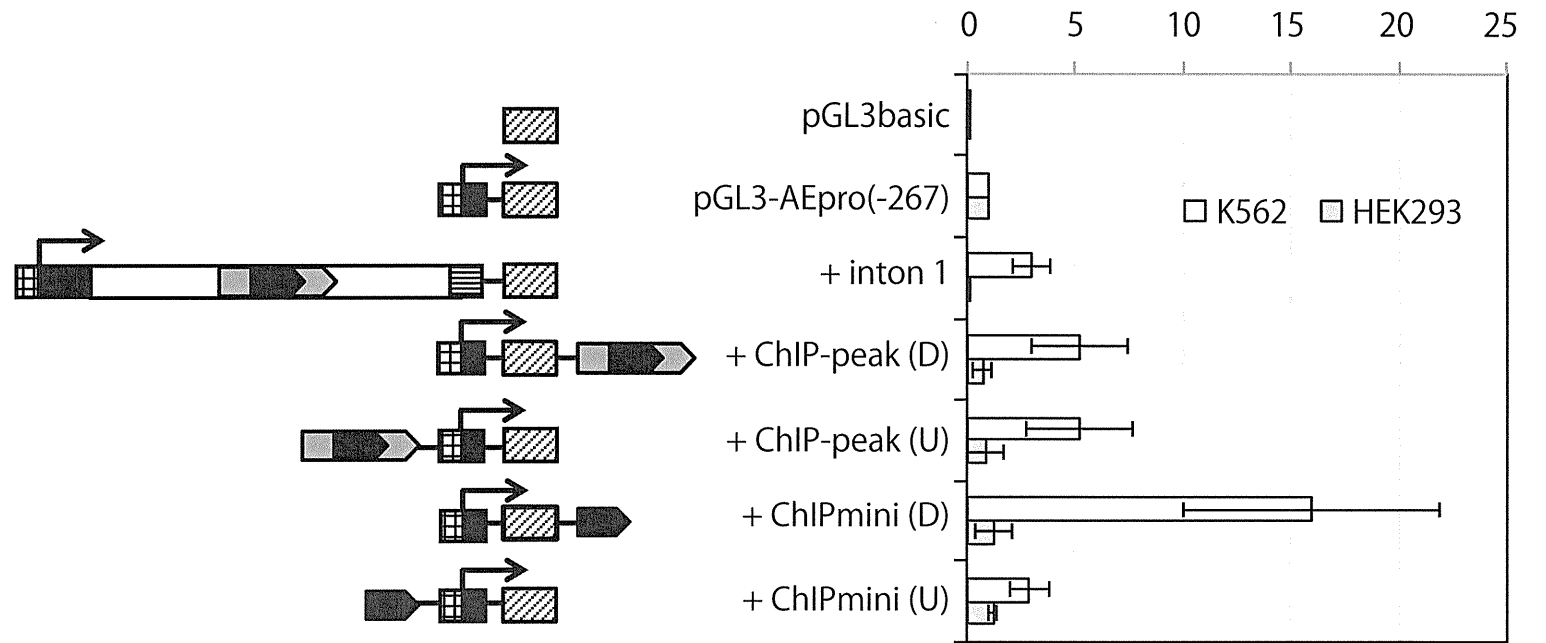 0 5 10 15 20 25
pGL3basic
pGL3-AEpro(-267)
K562 HEK293
+ inton 1
+ ChIP-peak (D)
+ ChIP-peak (U)
+ ChIPmini (D)
+ ChIPmini (U)